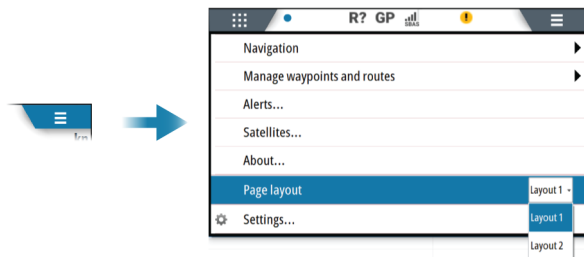 R? GP SBAS !
Navigation
Manage waypoints and routes
Alerts...
Satellites...
About...
Page layout Layout 1
Layout 1
Settings...
Layout 2